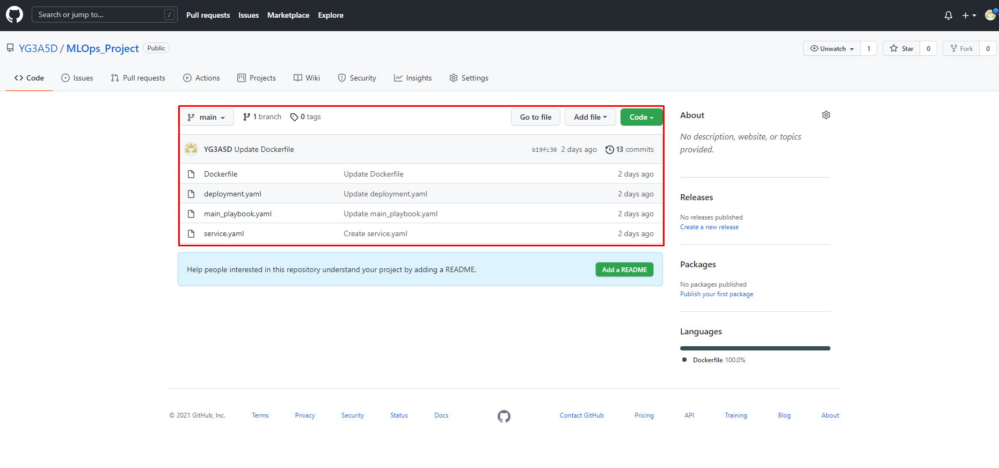 Search or jump to... / Pull requests Issues Marketplace Explore
YG3A5D / MLOps_Project Public Unwatch 1 Star 0 Fork 0
Code Issues Pull requests Actions Projects Wiki Security Insights Settings
main 1 branch 0 tags Go to file Add file Code
YG3A5D Update Dockerfile b19fc30 2 days ago 13 commits
Dockerfile Update Dockerfile 2 days ago
deployment.yaml Update deployment.yaml 2 days ago
main_playbook.yaml Update main_playbook.yaml 2 days ago
service.yaml Create service.yaml 2 days ago
Help people interested in this repository understand your project by adding a README. Add a README
About
No description, website, or topics
provided.
Releases
No releases published
Create a new release
Packages
No packages published
Publish your first package
Languages
Dockerfile 100.0%
© 2021 GitHub, Inc. Terms Privacy Security Status Docs Contact GitHub Pricing API Training Blog About